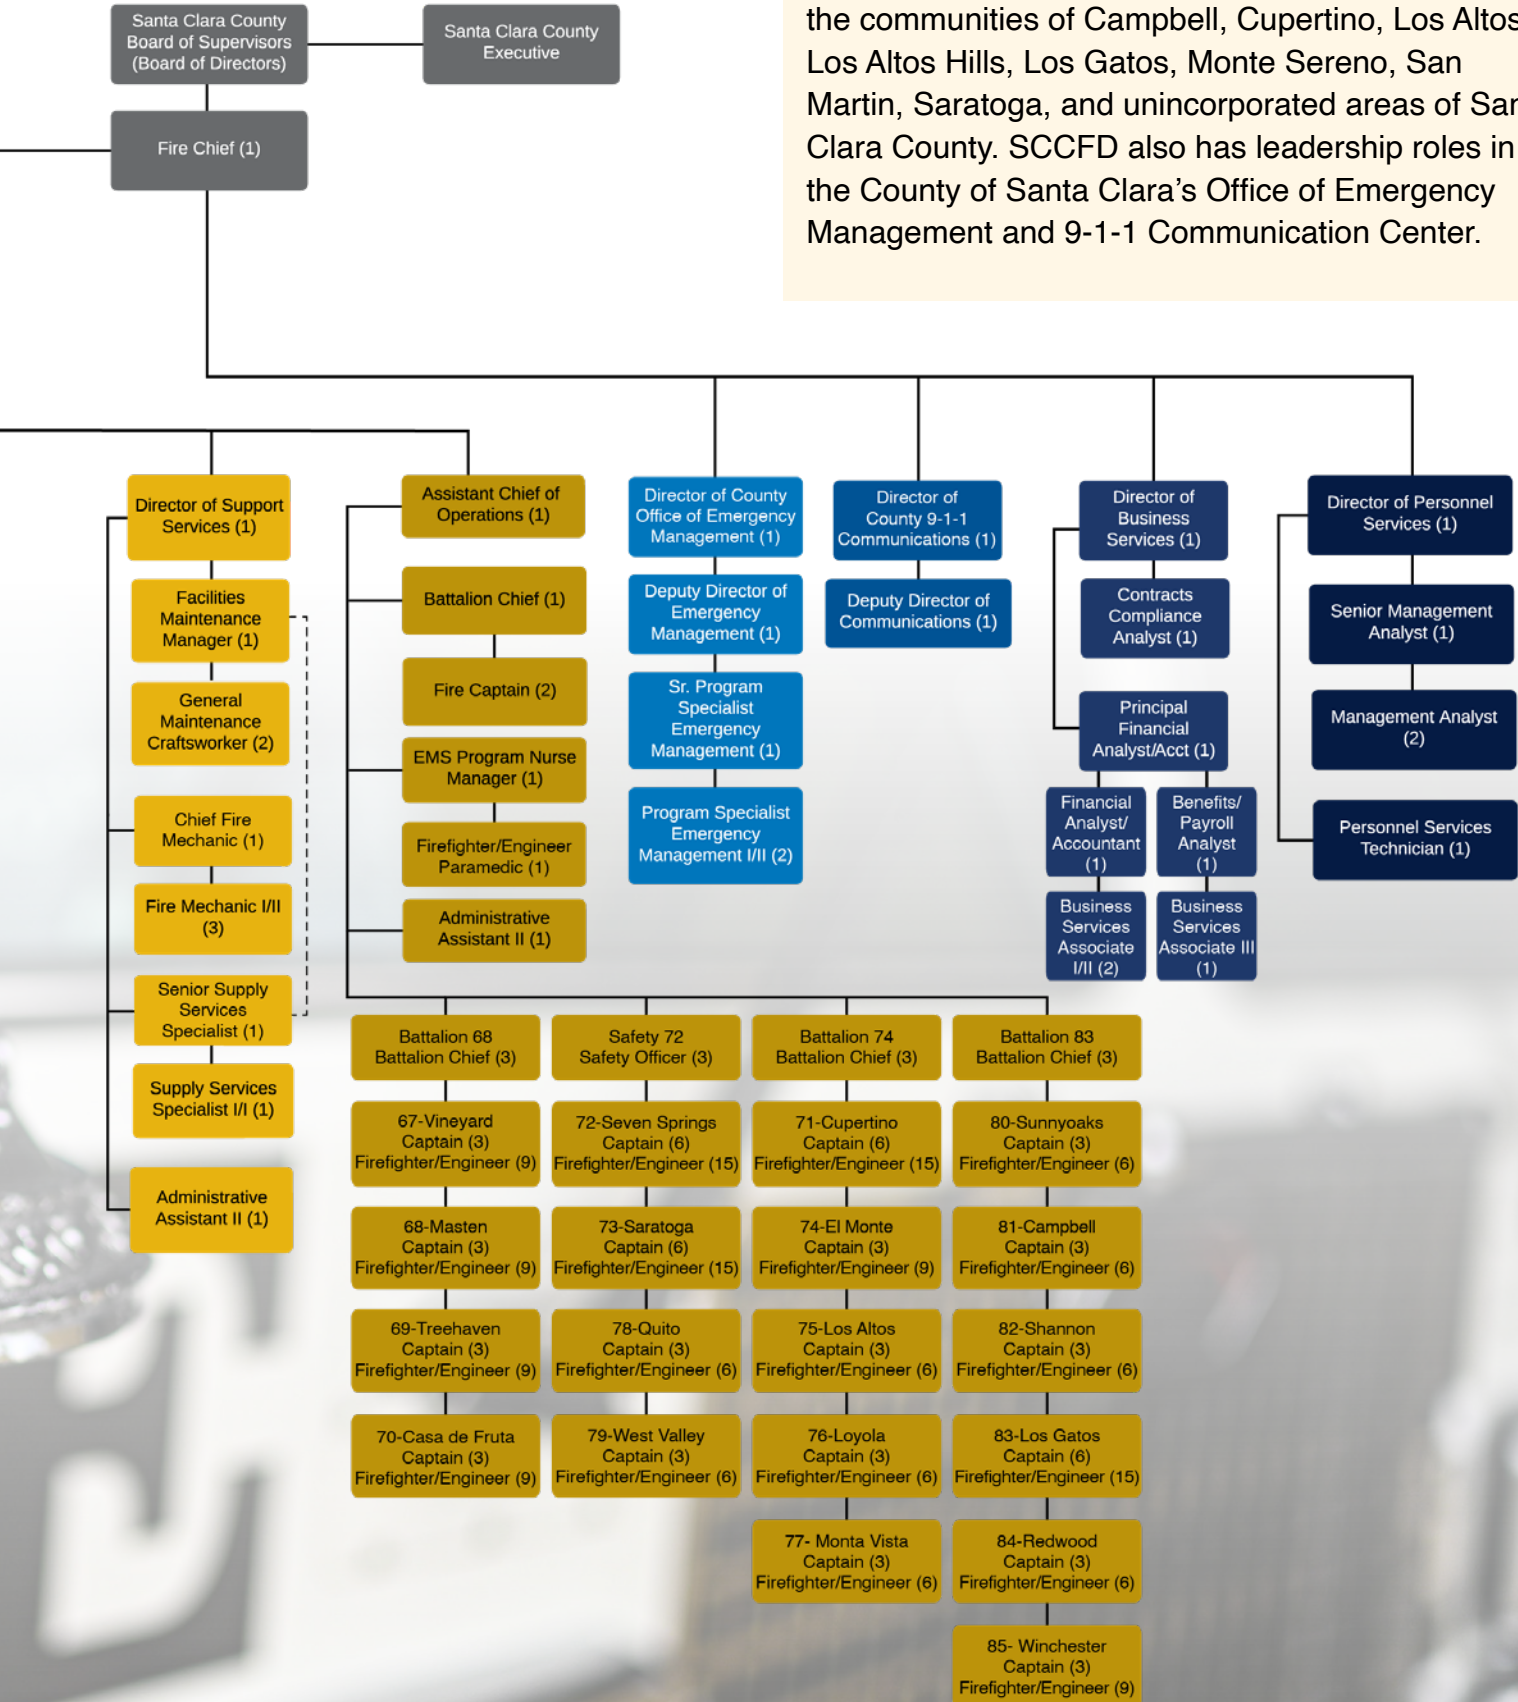 Santa Clara County
Board of Supervisors
(Board of Directors)
Santa Clara County
Executive
Fire Chief (1)
the communities of Campbell, Cupertino, Los Altos
Los Altos Hills, Los Gatos, Monte Sereno, San
Martin, Saratoga, and unincorporated areas of San
Clara County. SCCFD also has leadership roles in
the County of Santa Clara’s Office of Emergency
Management and 9-1-1 Communication Center.
Director of Support
Services (1)
Facilities
Maintenance
Manager (1)
General
Maintenance
Craftsworker (2)
Chief Fire
Mechanic (1)
Fire Mechanic I/II
(3)
Senior Supply
Services
Specialist (1)
Supply Services
Specialist I/I (1)
Administrative
Assistant II (1)
Assistant Chief of
Operations (1)
Battalion Chief (1)
Fire Captain (2)
EMS Program Nurse
Manager (1)
Firefighter/Engineer
Paramedic (1)
Administrative
Assistant II (1)
Director of County
Office of Emergency
Management (1)
Deputy Director of
Emergency
Management (1)
Sr. Program
Specialist
Emergency
Management (1)
Program Specialist
Emergency
Management I/II (2)
Director of
County 9-1-1
Communications (1)
Deputy Director of
Communications (1)
Director of
Business
Services (1)
Contracts
Compliance
Analyst (1)
Principal
Financial
Analyst/Acct (1)
Financial
Analyst/
Accountant
(1)
Business
Services
Associate
I/II (2)
Benefits/
Payroll
Analyst
(1)
Business
Services
Associate III
(1)
Director of Personnel
Services (1)
Senior Management
Analyst (1)
Management Analyst
(2)
Personnel Services
Technician (1)
Battalion 68
Battalion Chief (3)
67-Vineyard
Captain (3)
Firefighter/Engineer (9)
68-Masten
Captain (3)
Firefighter/Engineer (9)
69-Treehaven
Captain (3)
Firefighter/Engineer (9)
70-Casa de Fruta
Captain (3)
Firefighter/Engineer (9)
Safety 72
Safety Officer (3)
72-Seven Springs
Captain (6)
Firefighter/Engineer (15)
73-Saratoga
Captain (6)
Firefighter/Engineer (15)
78-Quito
Captain (3)
Firefighter/Engineer (6)
79-West Valley
Captain (3)
Firefighter/Engineer (6)
Battalion 74
Battalion Chief (3)
71-Cupertino
Captain (6)
Firefighter/Engineer (15)
74-El Monte
Captain (3)
Firefighter/Engineer (9)
75-Los Altos
Captain (3)
Firefighter/Engineer (6)
76-Loyola
Captain (3)
Firefighter/Engineer (6)
77- Monta Vista
Captain (3)
Firefighter/Engineer (6)
Battalion 83
Battalion Chief (3)
80-Sunnyoaks
Captain (3)
Firefighter/Engineer (6)
81-Campbell
Captain (3)
Firefighter/Engineer (6)
82-Shannon
Captain (3)
Firefighter/Engineer (6)
83-Los Gatos
Captain (6)
Firefighter/Engineer (15)
84-Redwood
Captain (3)
Firefighter/Engineer (6)
85- Winchester
Captain (3)
Firefighter/Engineer (9)